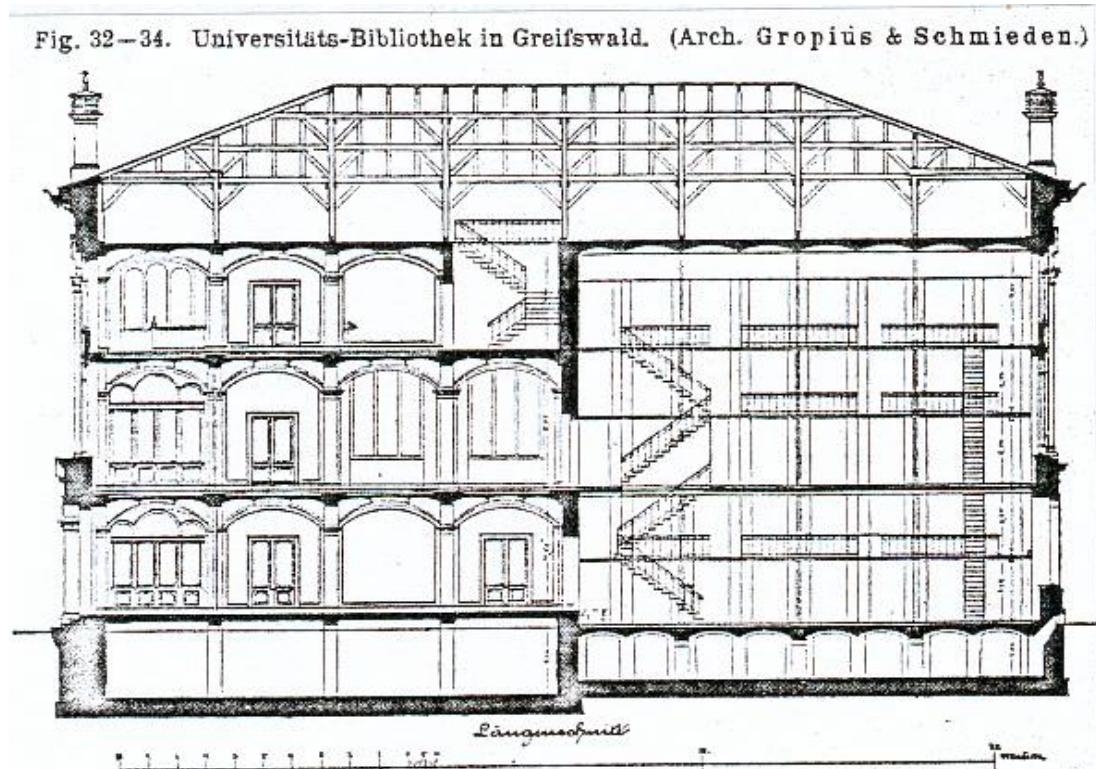 Fig. 32—34. Universitäts-Bibliothek in Greifswald. (Arch. Gropius & Schmieden.)
Längenschnitt